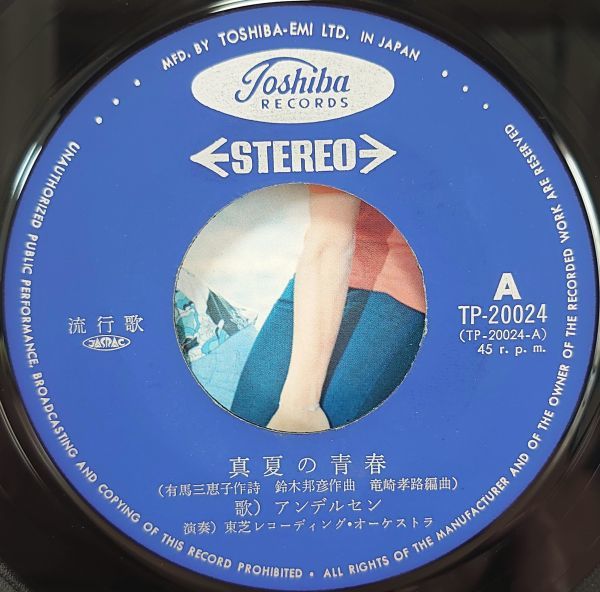 MFD. BY TOSHIBA-EMI LTD. IN JAPAN
Toshiba
RECORDS
STEREO
A
TP-20024
(TP-20024-A)
45 r.p.m.
流行歌
JASRAC
真夏の青春
(有馬三恵子作詩 鈴木邦彦作曲 竜崎孝路編曲)
歌) アンデルセン
演奏) 東芝レコーディング・オーケストラ
UNAUTHORIZED PUBLIC PERFORMANCE, BROADCASTING AND COPYING OF THIS RECORD PROHIBITED • ALL RIGHTS OF THE MANUFACTURER AND OF THE OWNER OF THE RECORDED WORK ARE RESERVED